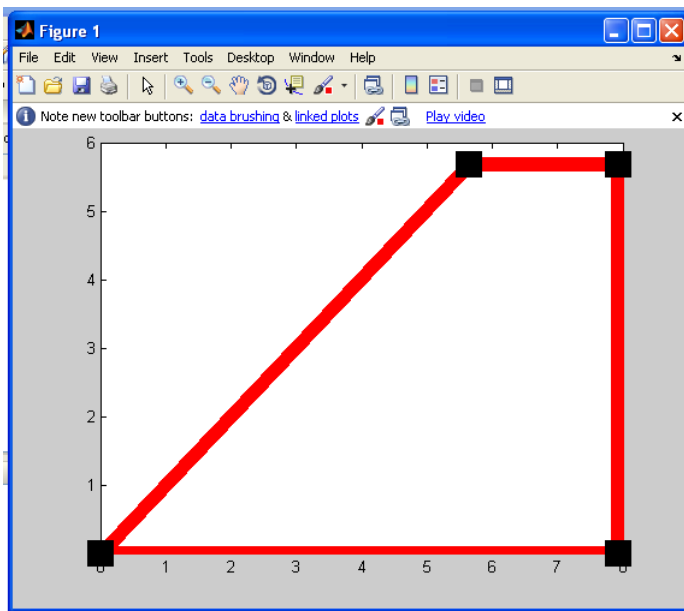 Figure 1
File Edit View Insert Tools Desktop Window Help
Note new toolbar buttons: data brushing & linked plots Play video
6
5
4
3
2
1
1 2 3 4 5 6 7